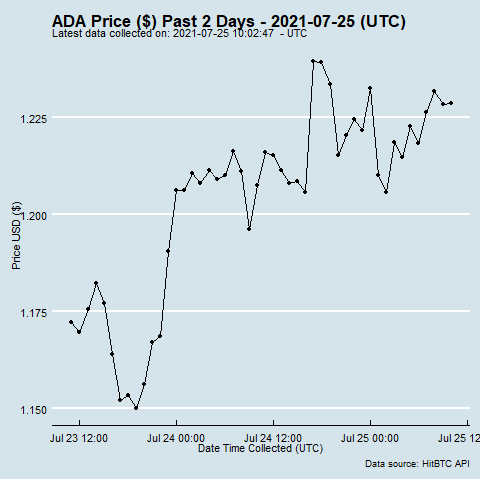 ADA Price ($) Past 2 Days - 2021-07-25 (UTC)
Latest data collected on: 2021-07-25 10:02:47 - UTC
Price USD ($)
1.225
1.200
1.175
1.150
Jul 23 12:00 Jul 24 00:00 Jul 24 12:00 Jul 25 00:00 Jul 25 12
Date Time Collected (UTC)
Data source: HitBTC API